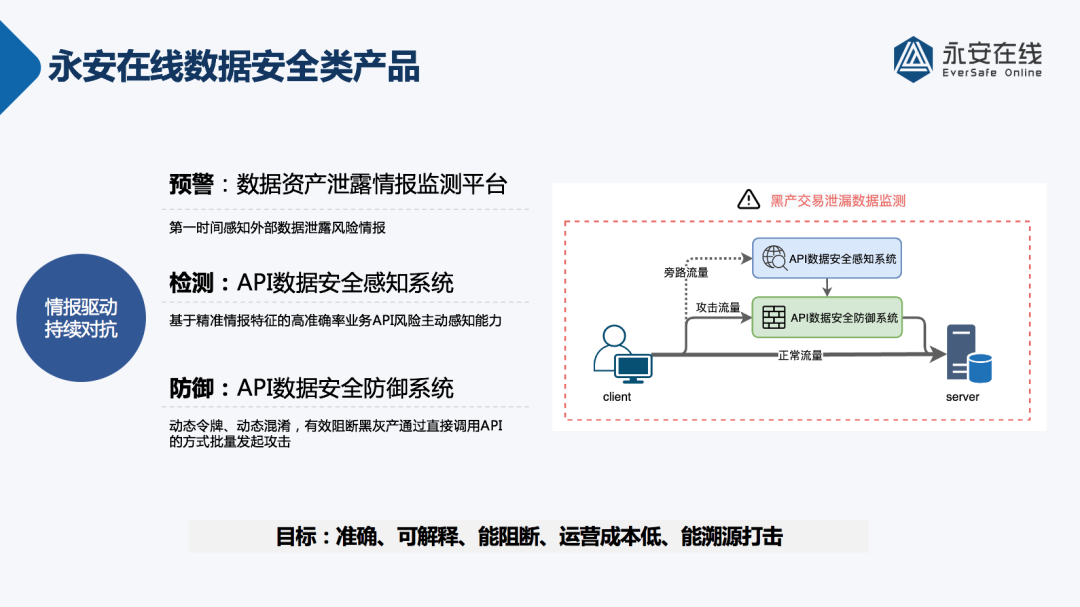 永安在线数据安全类产品
永安在线
EverSafe Online
预警：数据资产泄露情报监测平台
第一时间感知外部数据泄露风险情报
检测：API数据安全感知系统
基于精准情报特征的高准确率业务API风险主动感知能力
情报驱动
持续对抗
防御：API数据安全防御系统
动态令牌、动态混淆，有效阻断黑灰产通过直接调用API
的方式批量发起攻击
黑产交易泄漏数据监测
API数据安全感知系统
旁路流量
攻击流量
API数据安全防御系统
正常流量
client
server
目标：准确、可解释、能阻断、运营成本低、能溯源打击